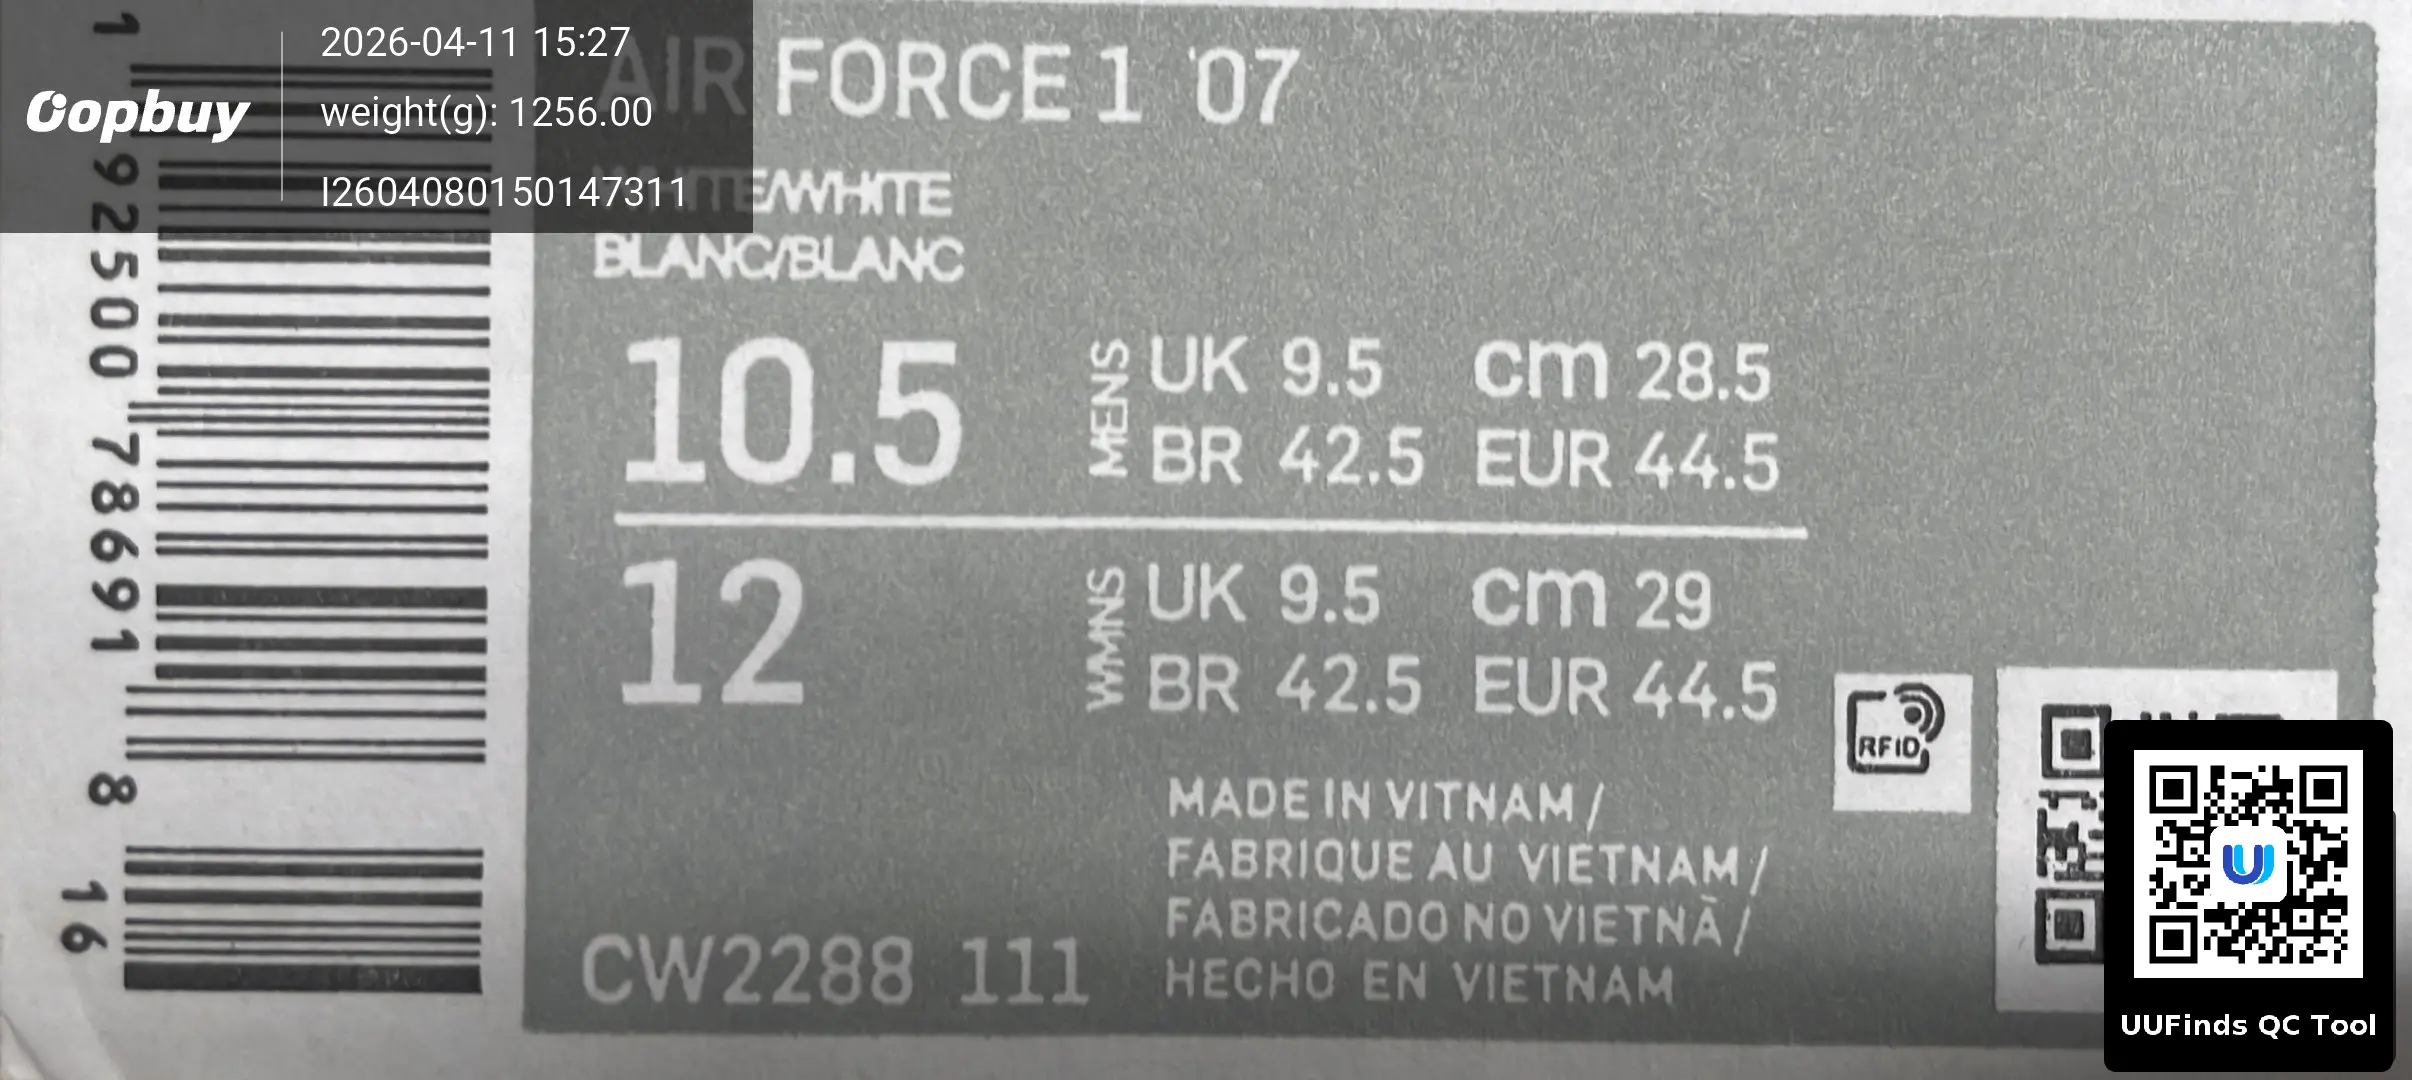 Oopbuy
2026-04-11 15:27
weight(g): 1256.00
I2604080150147311
AIR FORCE 1 '07
WHITE/WHITE
BLANC/BLANC
10.5
MENS
UK 9.5 cm 28.5
BR 42.5 EUR 44.5
12
WMNS
UK 9.5 cm 29
BR 42.5 EUR 44.5
RFID
MADE IN VITNAM /
FABRIQUE AU VIETNAM /
FABRICADO NO VIETNÃ /
HECHO EN VIETNAM
CW2288 111
1 92500 78691 8
16
UUFinds QC Tool